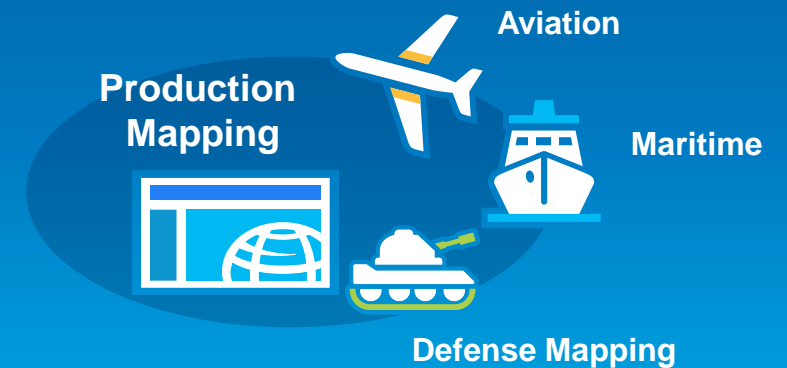 Aviation
Production
Mapping
Maritime
Defense Mapping